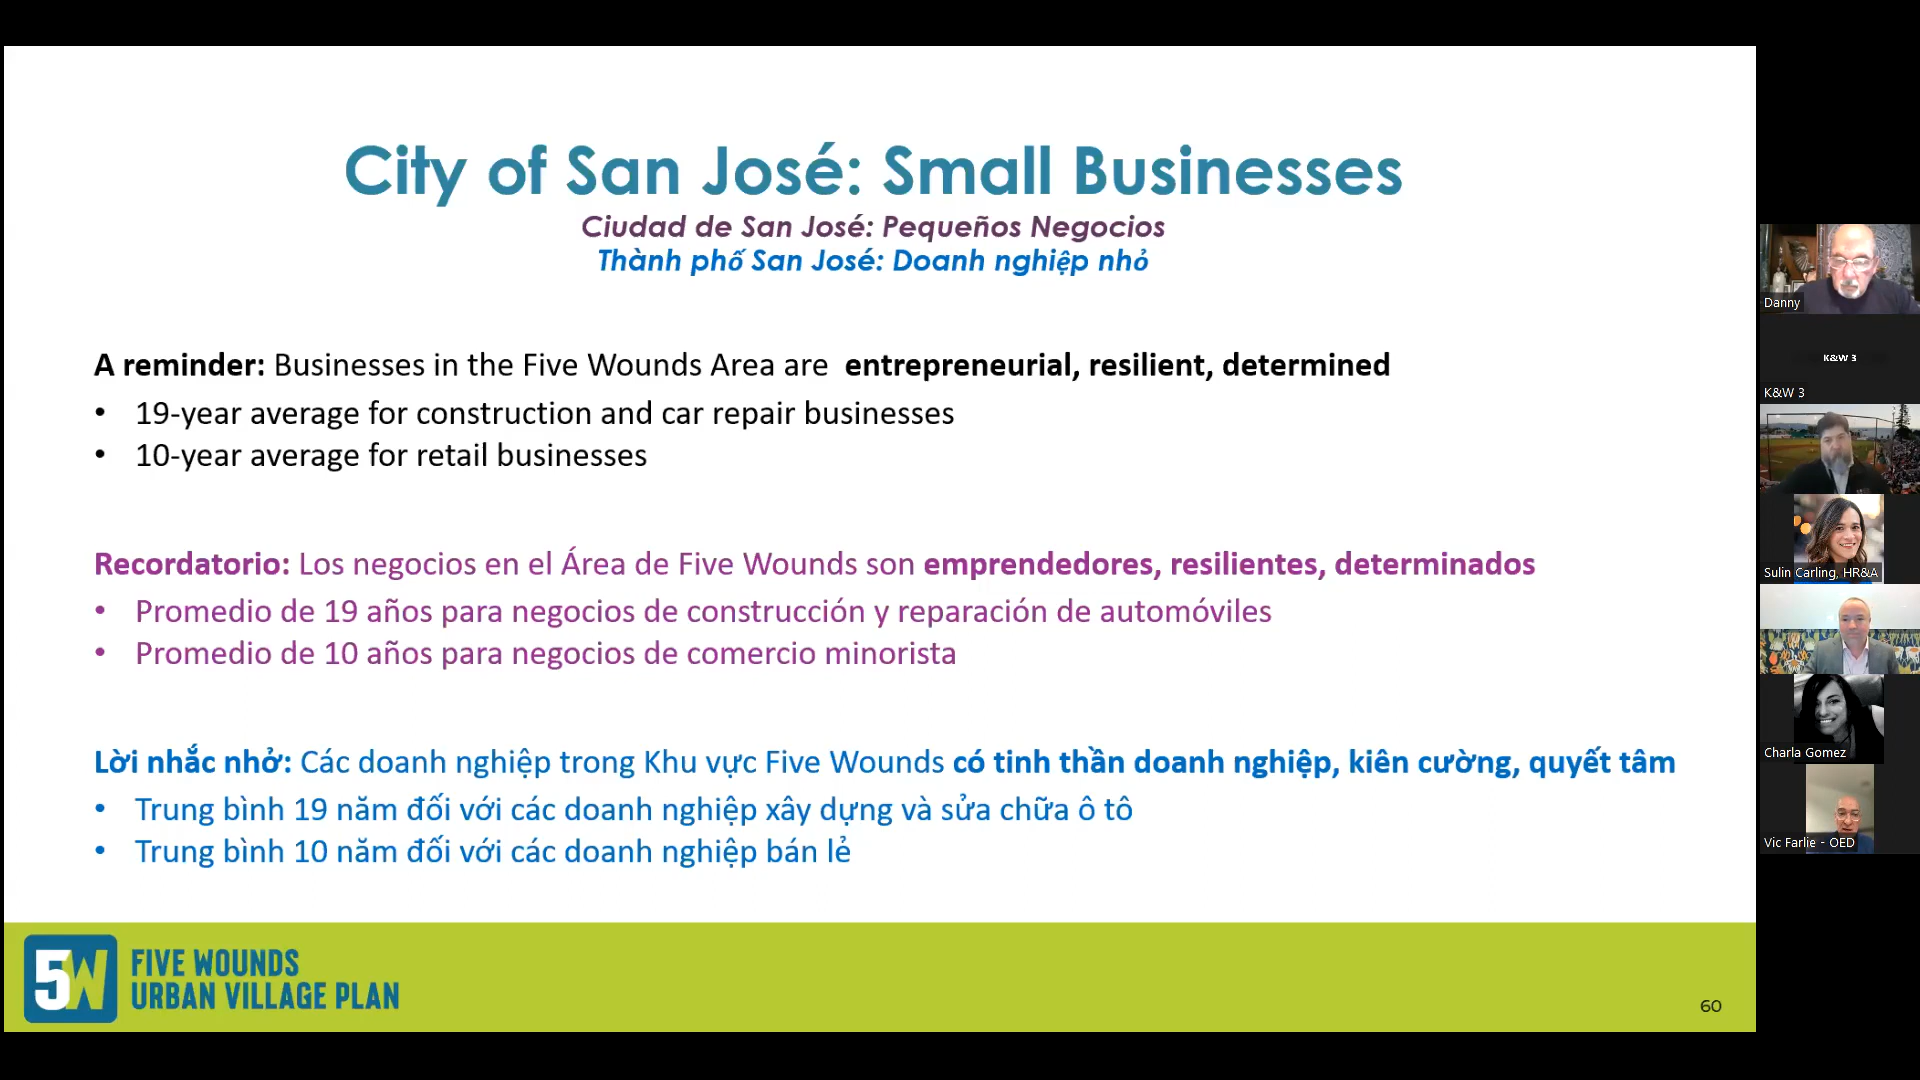 City of San José: Small Businesses
Ciudad de San José: Pequeños Negocios
Thành phố San José: Doanh nghiệp nhỏ
A reminder: Businesses in the Five Wounds Area are entrepreneurial, resilient, determined
• 19-year average for construction and car repair businesses
• 10-year average for retail businesses
Recordatorio: Los negocios en el Área de Five Wounds son emprendedores, resilientes, determinados
• Promedio de 19 años para negocios de construcción y reparación de automóviles
• Promedio de 10 años para negocios de comercio minorista
Lời nhắc nhở: Các doanh nghiệp trong Khu vực Five Wounds có tinh thần doanh nghiệp, kiên cường, quyết tâm
• Trung bình 19 năm đối với các doanh nghiệp xây dựng và sửa chữa ô tô
• Trung bình 10 năm đối với các doanh nghiệp bán lẻ
5W
FIVE WOUNDS
URBAN VILLAGE PLAN
60
Danny
K&W 3
K&W 3
Sulin Carling, HR&A
Charla Gomez
Vic Farlie - OED